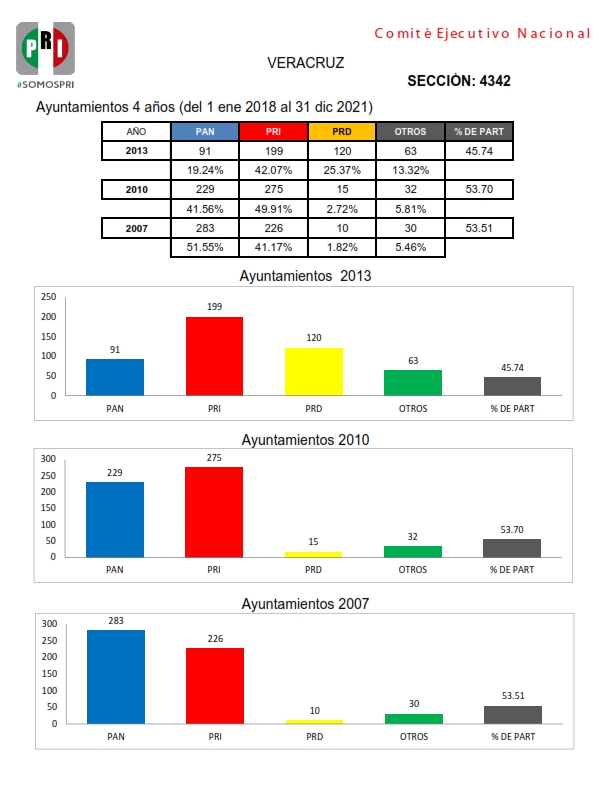 Comité Ejecutivo Nacional
PRI
#SOMOSPRI
VERACRUZ
SECCIÓN: 4342
Ayuntamientos 4 años (del 1 ene 2018 al 31 dic 2021)
AÑO PAN PRI PRD OTROS % DE PART
2013 91 199 120 63 45.74
19.24% 42.07% 25.37% 13.32%
2010 229 275 15 32 53.70
41.56% 49.91% 2.72% 5.81%
2007 283 226 10 30 53.51
51.55% 41.17% 1.82% 5.46%
Ayuntamientos 2013
250
200
150
100
50
0
91 199 120 63 45.74
PAN PRI PRD OTROS % DE PART
Ayuntamientos 2010
300
250
200
150
100
50
0
229 275 15 32 53.70
PAN PRI PRD OTROS % DE PART
Ayuntamientos 2007
300
250
200
150
100
50
0
283 226 10 30 53.51
PAN PRI PRD OTROS % DE PART